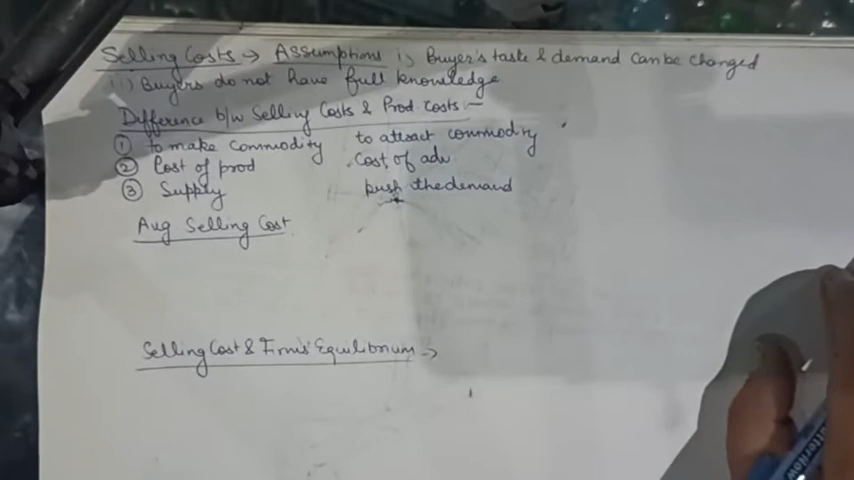 Selling Costs → Assumptions i) Buyer's taste & demand can be changed
ii) Buyers do not have full knowledge
Difference b/w Selling Costs & Prod Costs :-
① to make commodity to attract commodity
② Cost of prod Cost of adv
③ Supply push the demand
Avg Selling Cost
Selling Cost & Firms' Equilibrium →